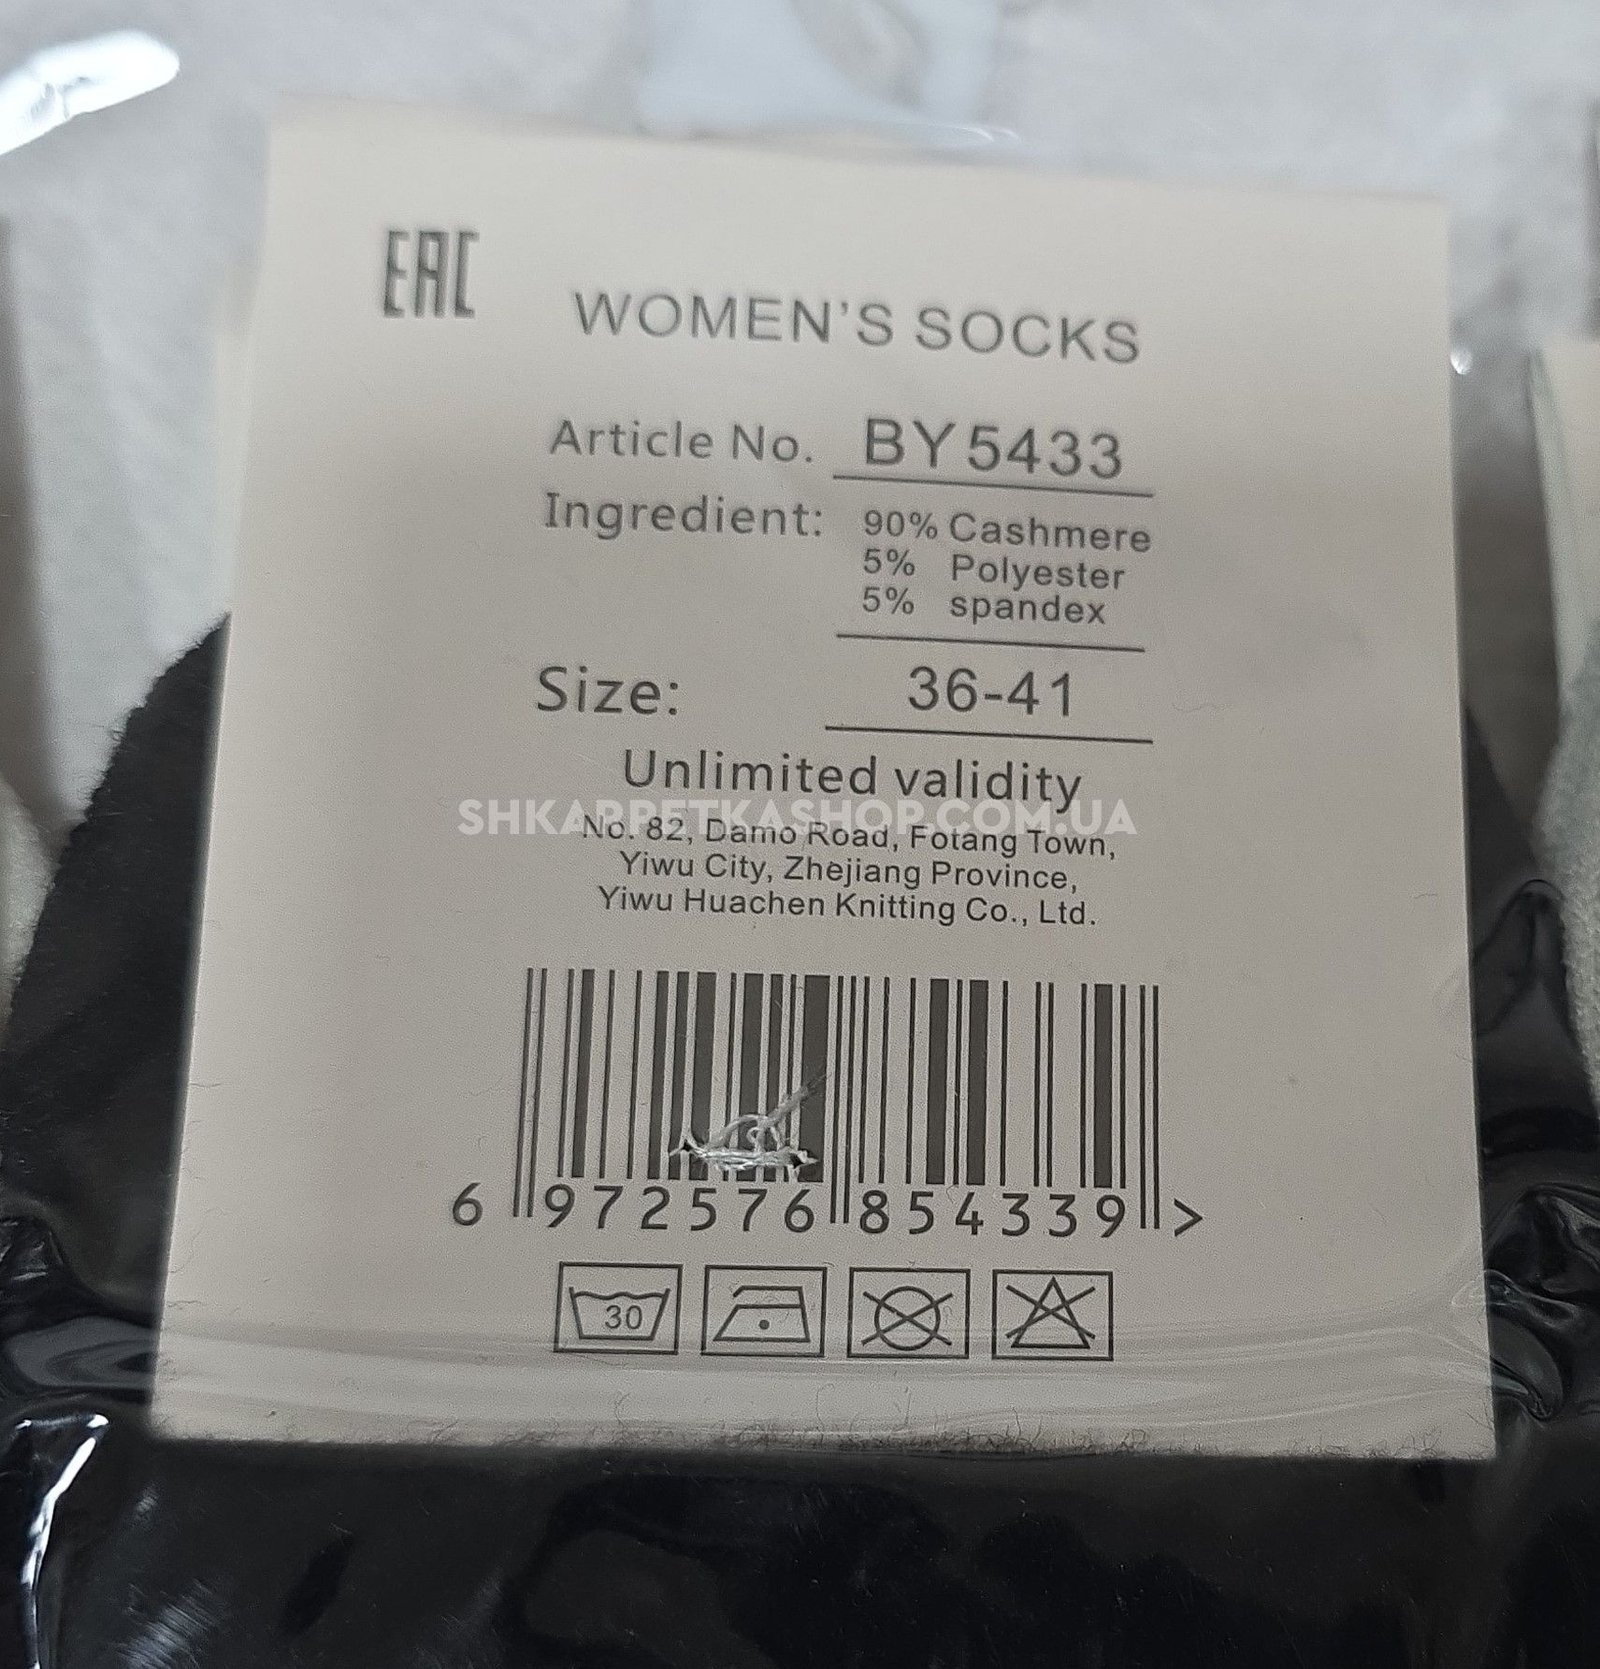 EAC
WOMEN'S SOCKS
Article No. BY5433
Ingredient: 90% Cashmere
5% Polyester
5% spandex
Size: 36-41
Unlimited validity
SHKARPETKASHOP.COM.UA
No. 82, Damo Road, Fotang Town,
Yiwu City, Zhejiang Province,
Yiwu Huachen Knitting Co., Ltd.
6 972576 854339 >
30